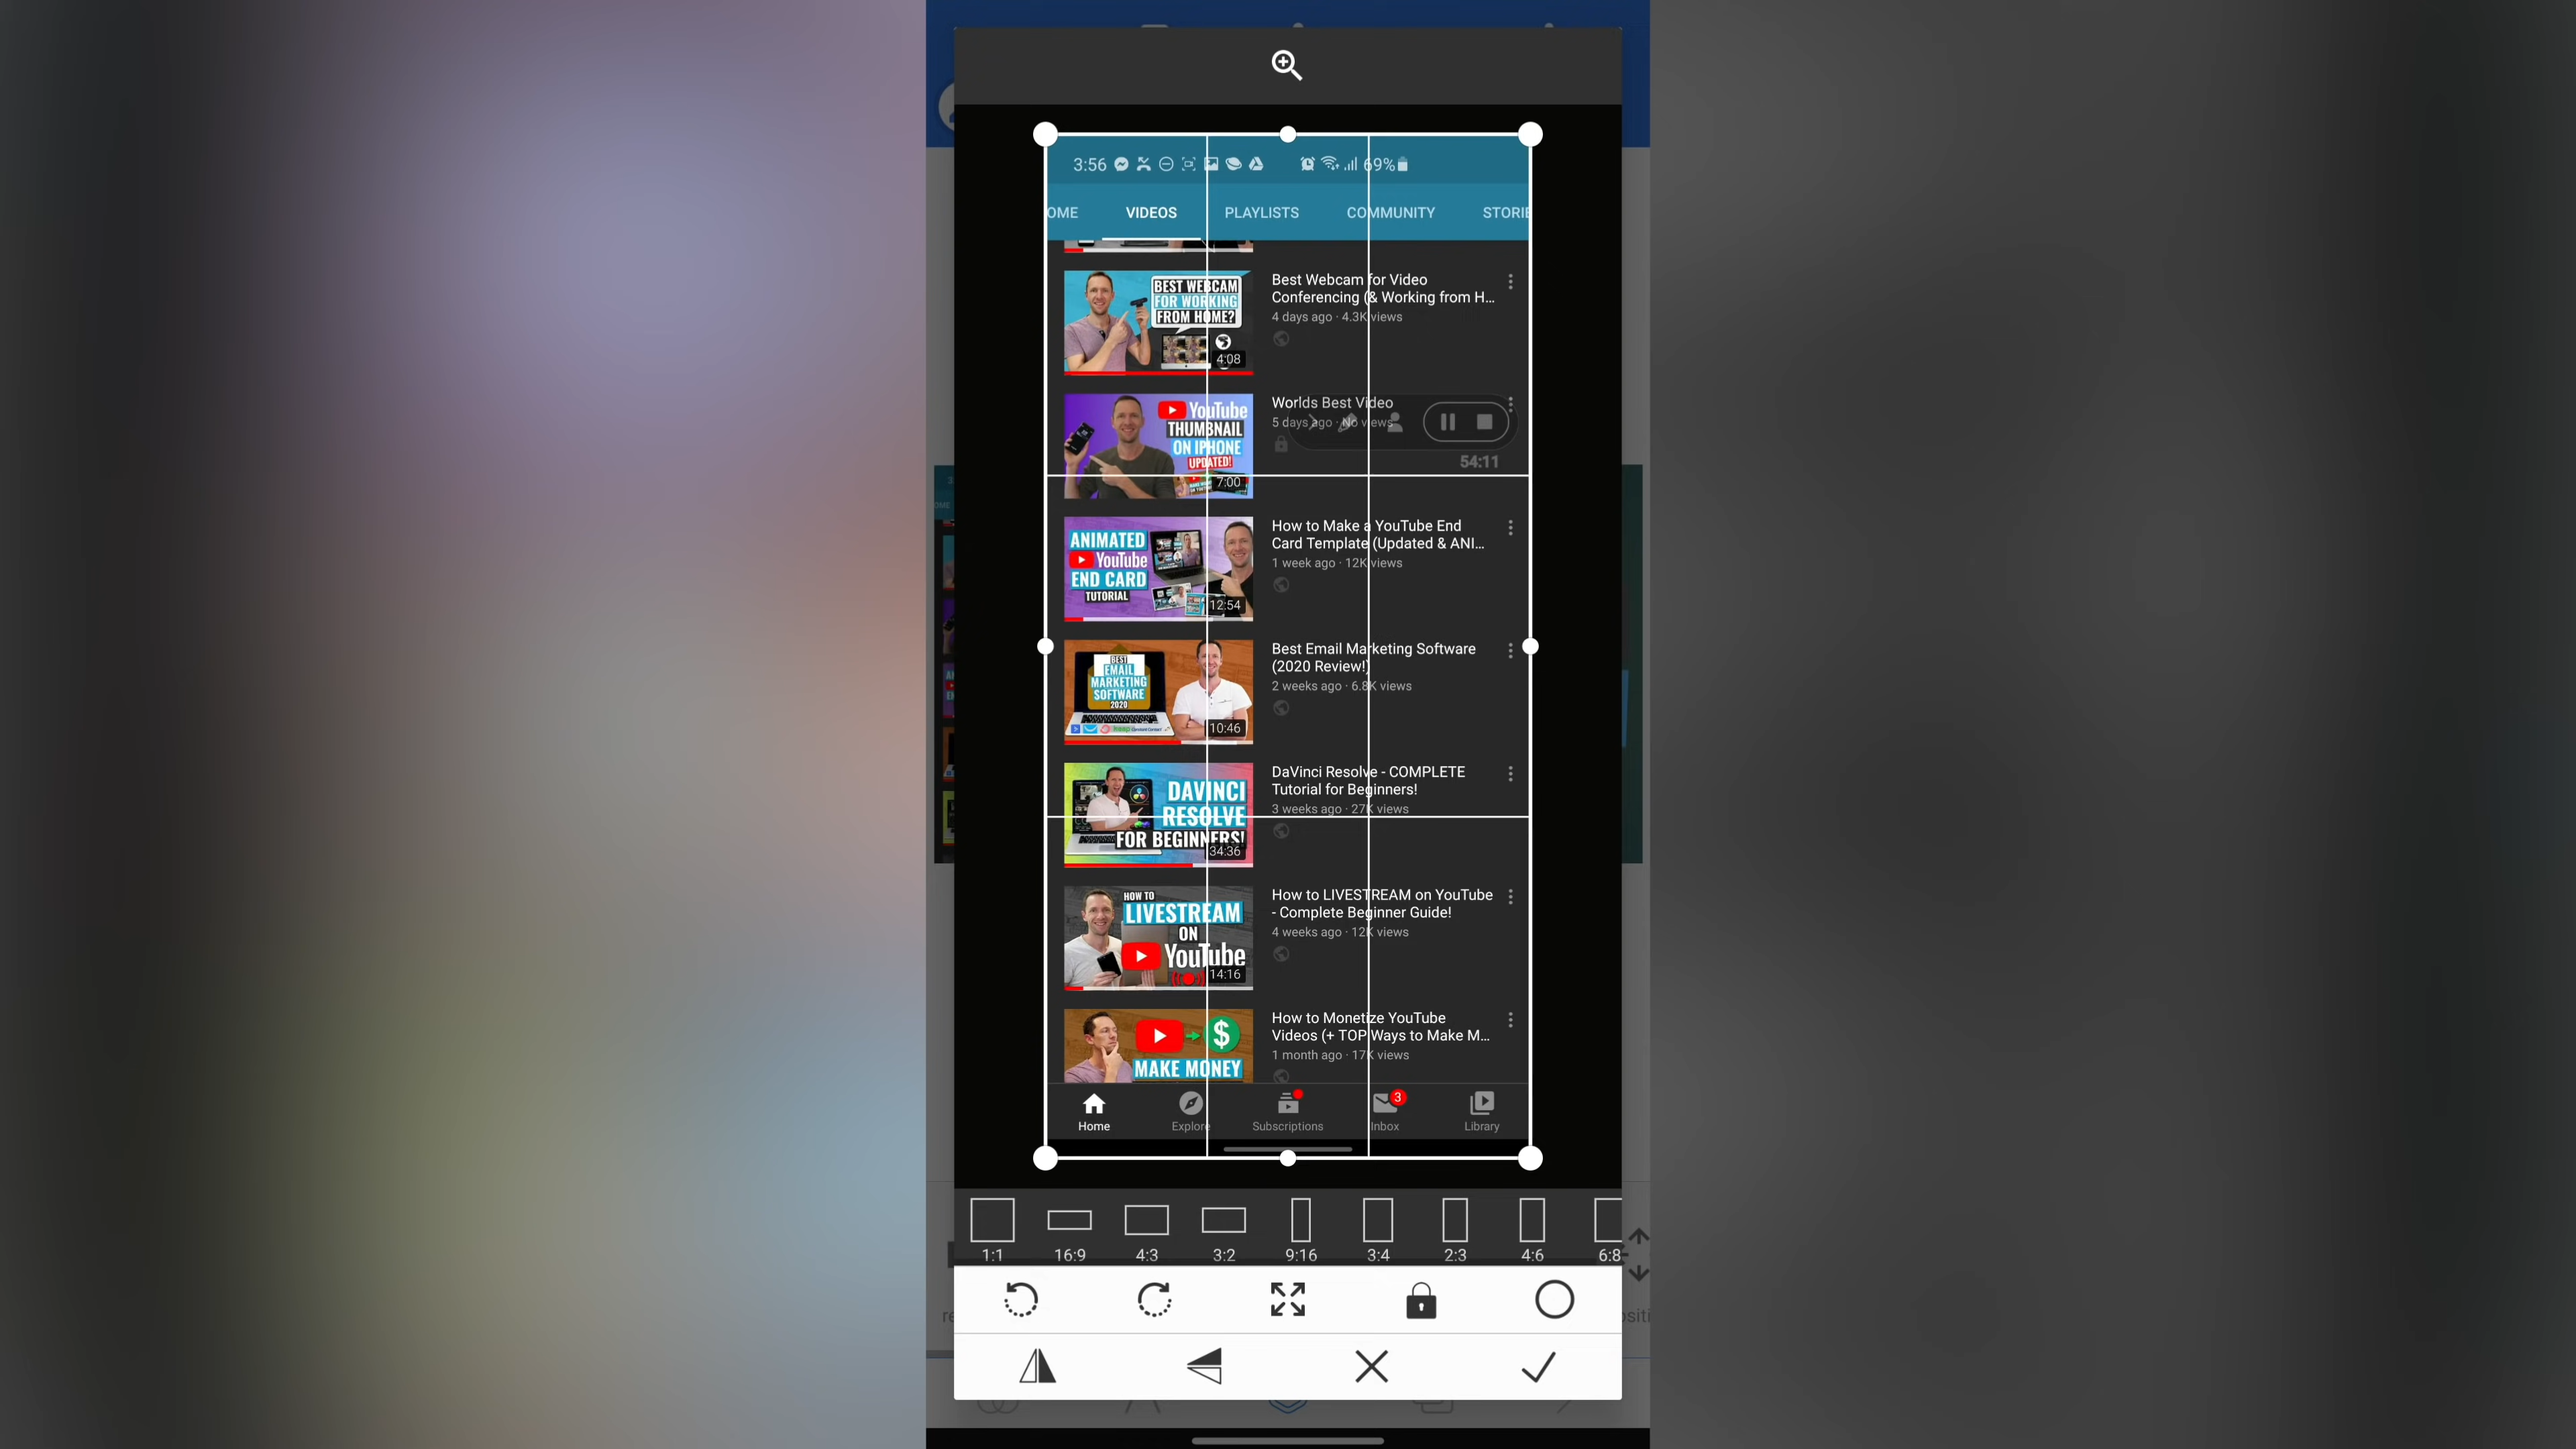 3:56
69%
OME VIDEOS PLAYLISTS COMMUNITY STORIE
BEST WEBCAM
FOR WORKING
FROM HOME?
4:08
Best Webcam for Video
Conferencing (& Working from H...
4 days ago · 4.3K views
YouTube
THUMBNAIL
ON IPHONE
UPDATED!
7:00
Worlds Best Video
5 days ago · No views
54:11
ANIMATED
YouTube
END CARD
TUTORIAL
12:54
How to Make a YouTube End
Card Template (Updated & ANI...
1 week ago · 12K views
BEST
EMAIL
MARKETING
SOFTWARE
2020
10:46
Best Email Marketing Software
(2020 Review!)
2 weeks ago · 6.8K views
DAVINCI
RESOLVE
FOR BEGINNERS!
34:36
DaVinci Resolve - COMPLETE
Tutorial for Beginners!
3 weeks ago · 27K views
HOW TO
LIVESTREAM
ON
YouTube
14:16
How to LIVESTREAM on YouTube
- Complete Beginner Guide!
4 weeks ago · 12K views
$
MAKE MONEY
How to Monetize YouTube
Videos (+ TOP Ways to Make M...
1 month ago · 17K views
3
Home Explore Subscriptions Inbox Library
1:1 16:9 4:3 3:2 9:16 3:4 2:3 4:6 6:8